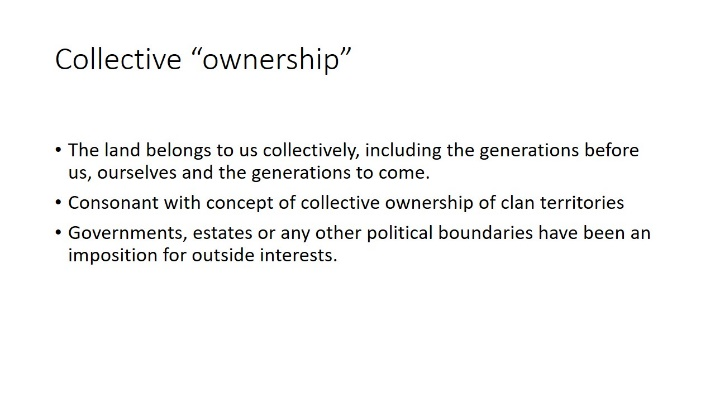 Collective “ownership”
• The land belongs to us collectively, including the generations before
us, ourselves and the generations to come.
• Consonant with concept of collective ownership of clan territories
• Governments, estates or any other political boundaries have been an
imposition for outside interests.